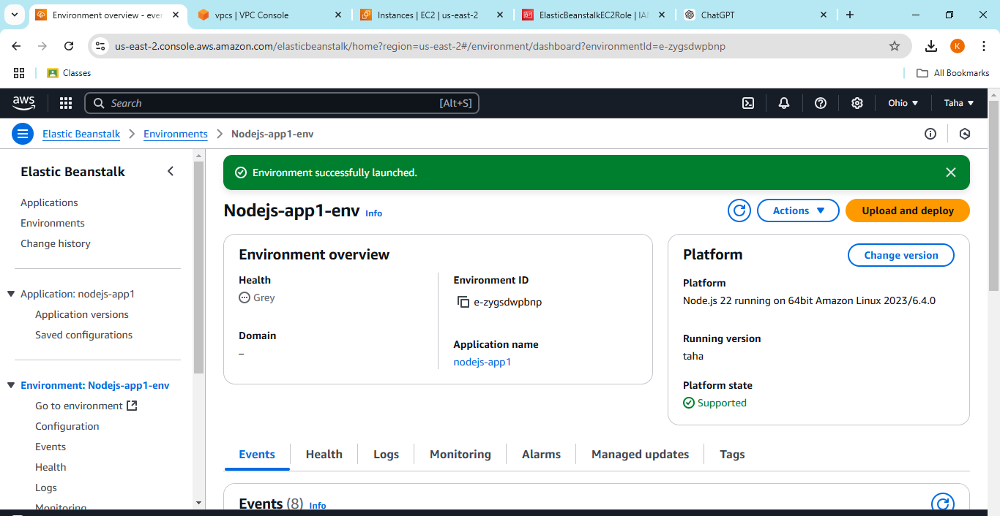 Environment overview - ever
vpcs | VPC Console
Instances | EC2 | us-east-2
ElasticBeanstalkEC2Role | IA
ChatGPT
us-east-2.console.aws.amazon.com/elasticbeanstalk/home?region=us-east-2#/environment/dashboard?environmentId=e-zygsdwpbnp
K
Classes
All Bookmarks
aws
Search
[Alt+S]
Ohio
Taha
Elastic Beanstalk
Environments
Nodejs-app1-env
Elastic Beanstalk
Applications
Environments
Change history
Application: nodejs-app1
Application versions
Saved configurations
Environment: Nodejs-app1-env
Go to environment
Configuration
Events
Health
Logs
Monitoring
Environment successfully launched.
Nodejs-app1-env Info
Actions
Upload and deploy
Environment overview
Health
Grey
Domain
–
Environment ID
e-zygsdwpbnp
Application name
nodejs-app1
Platform
Change version
Platform
Node.js 22 running on 64bit Amazon Linux 2023/6.4.0
Running version
taha
Platform state
Supported
Events
Health
Logs
Monitoring
Alarms
Managed updates
Tags
Events (8) Info